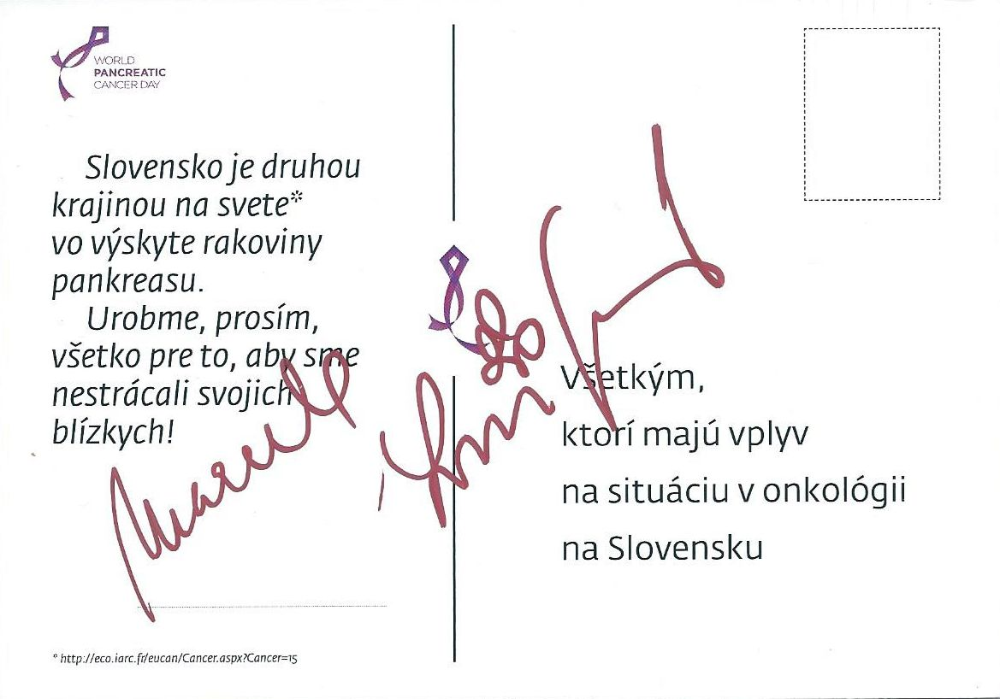 WORLD
PANCREATIC
CANCER DAY
Slovensko je druhou
krajinou na svete*
vo výskyte rakoviny
pankreasu.
Urobme, prosím,
všetko pre to, aby sme
nestrácali svojich
blízkych!
* http://eco.iarc.fr/eucan/Cancer.aspx?Cancer=15
Všetkým,
ktorí majú vplyv
na situáciu v onkológii
na Slovensku